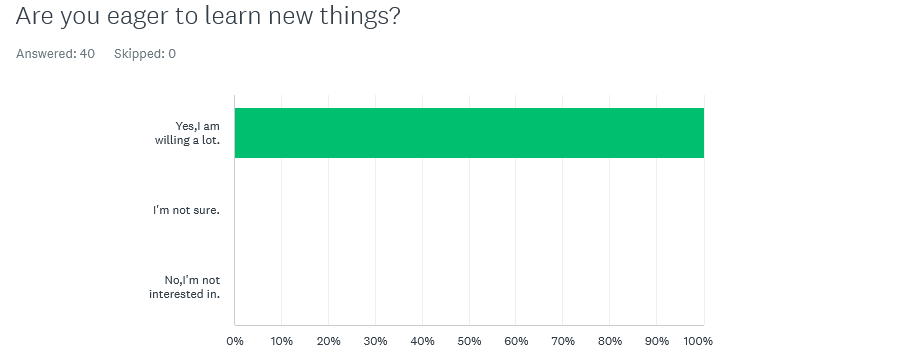 Are you eager to learn new things?
Answered: 40 Skipped: 0
Yes,I am
willing a lot.
I'm not sure.
No,I'm not
interested in.
0% 10% 20% 30% 40% 50% 60% 70% 80% 90% 100%